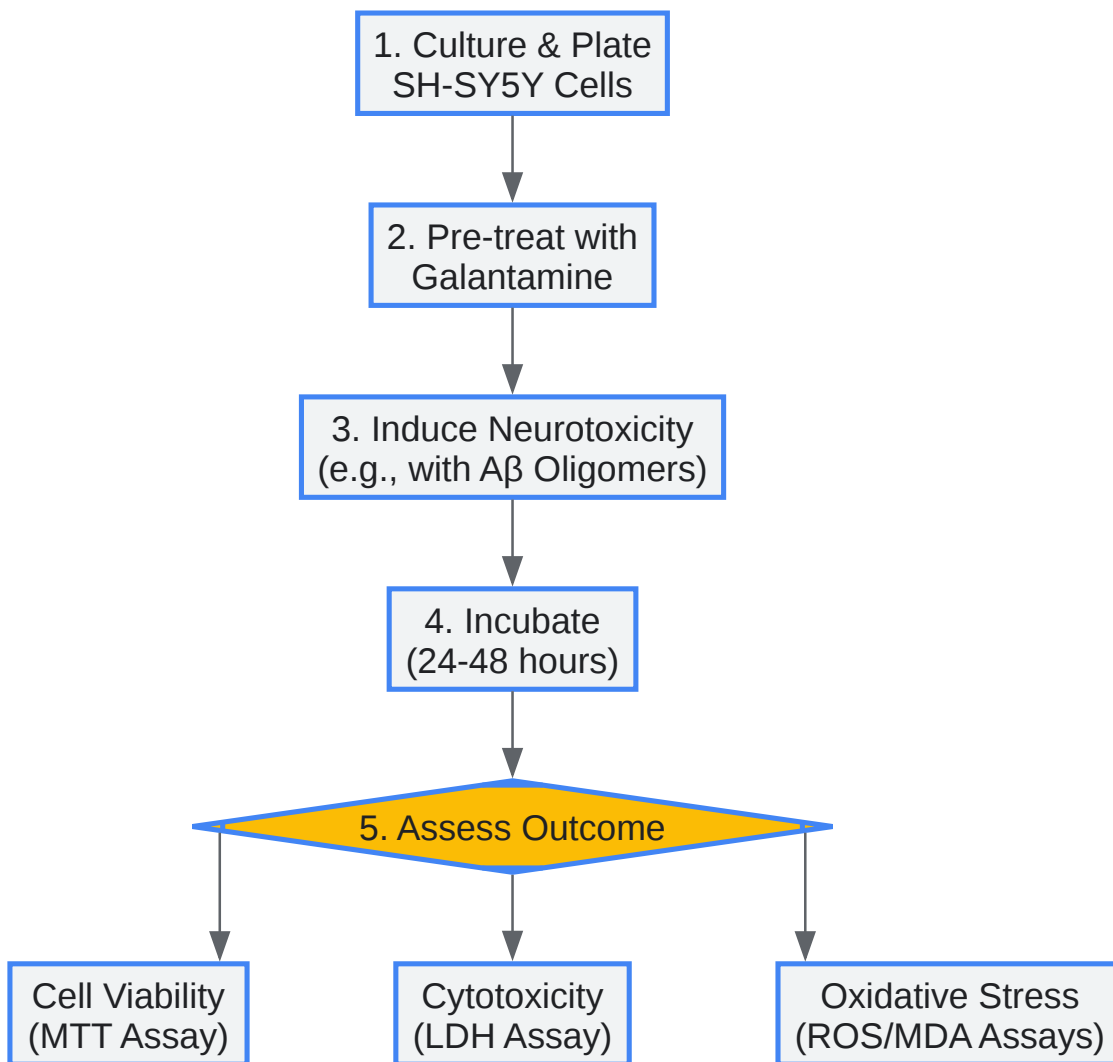 1. Culture & Plate
SH-SY5Y Cells
2. Pre-treat with
Galantamine
3. Induce Neurotoxicity
(e.g., with Aβ Oligomers)
4. Incubate
(24-48 hours)
5. Assess Outcome
Cell Viability
(MTT Assay)
Cytotoxicity
(LDH Assay)
Oxidative Stress
(ROS/MDA Assays)